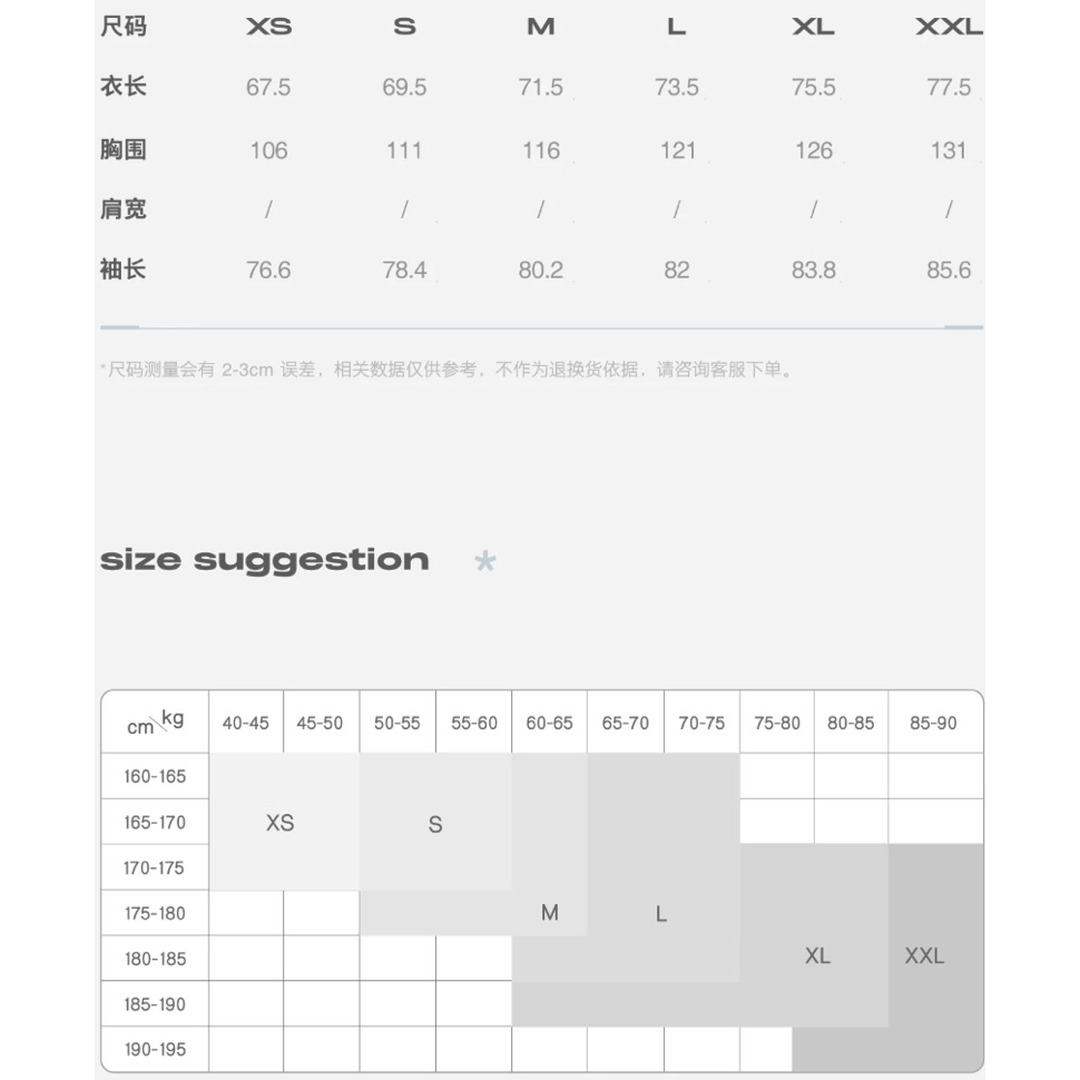 尺码 XS S M L XL XXL
衣长 67.5 69.5 71.5 73.5 75.5 77.5
胸围 106 111 116 121 126 131
肩宽 / / / / / /
袖长 76.6 78.4 80.2 82 83.8 85.6
*尺码测量会有 2-3cm 误差，相关数据仅供参考，不作为退换货依据，请咨询客服下单。
size suggestion *
cm\kg 40-45 45-50 50-55 55-60 60-65 65-70 70-75 75-80 80-85 85-90
160-165
165-170 XS S
170-175
175-180 M L
180-185 XL XXL
185-190
190-195